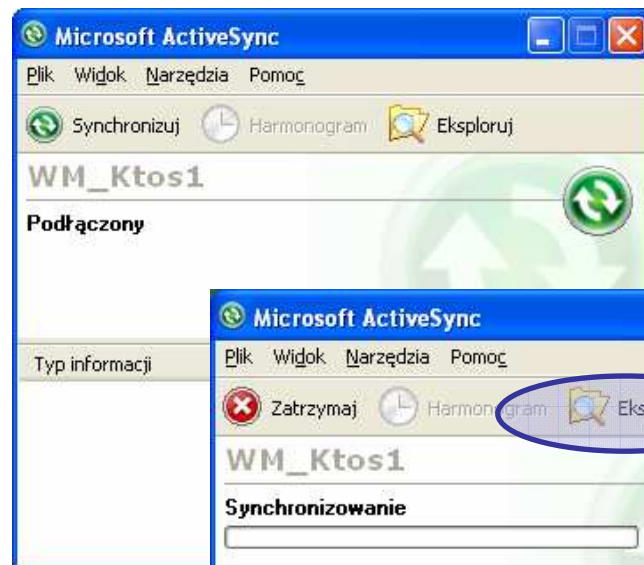 Microsoft ActiveSync
Plik Widok Narzędzia Pomoc
Synchronizuj Harmonogram Eksploruj
WM_Ktos1
Podłączony
Typ informacji
Microsoft ActiveSync
Plik Widok Narzędzia Pomoc
Zatrzymaj Harmonogram Eks
WM_Ktos1
Synchronizowanie